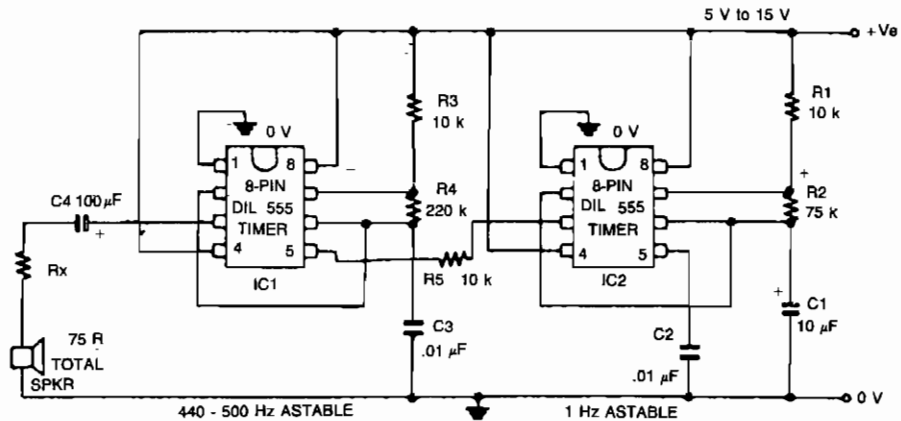 5 V to 15 V
+Ve
R3
10 k
R1
10 k
0 V
0 V
1
8
1
8
8-PIN
DIL 555
TIMER
4
5
8-PIN
DIL 555
TIMER
4
5
R4
220 k
+
R2
75 k
C4 100 μF
+
Rx
IC1
R5
10 k
IC2
+
C1
10 μF
C3
.01 μF
C2
.01 μF
75 R
TOTAL
SPKR
440 - 500 Hz ASTABLE
1 Hz ASTABLE
0 V